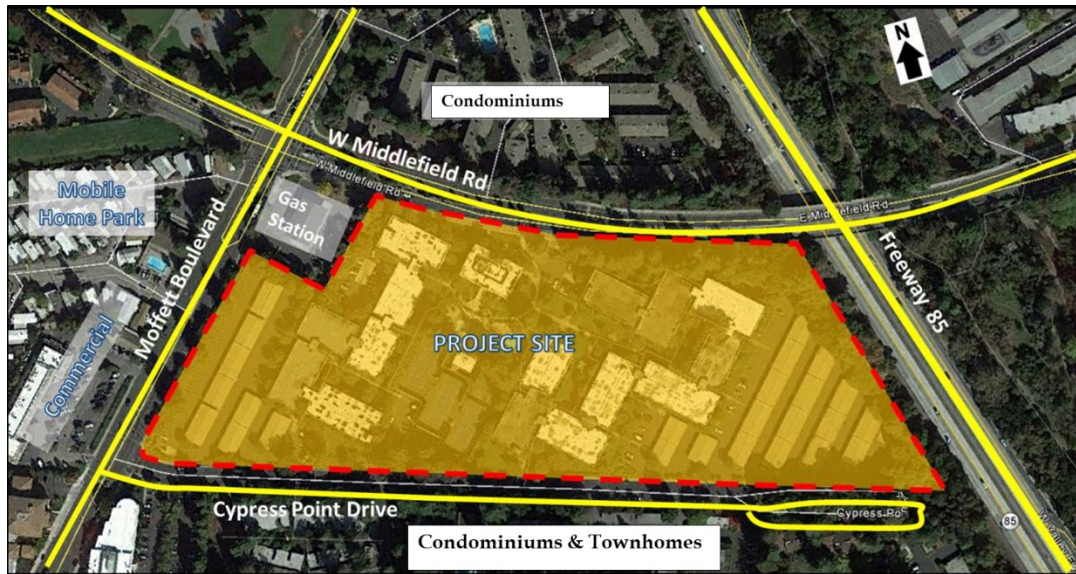 N
Condominiums
W Middlefield Rd
W Middlefield Rd
Mobile
Home Park
Gas
Station
E Middlefield Rd
Moffett Boulevard
Freeway 85
PROJECT SITE
Commercial
Cypress Point Drive
Cypress Po
85
Condominiums & Townhomes